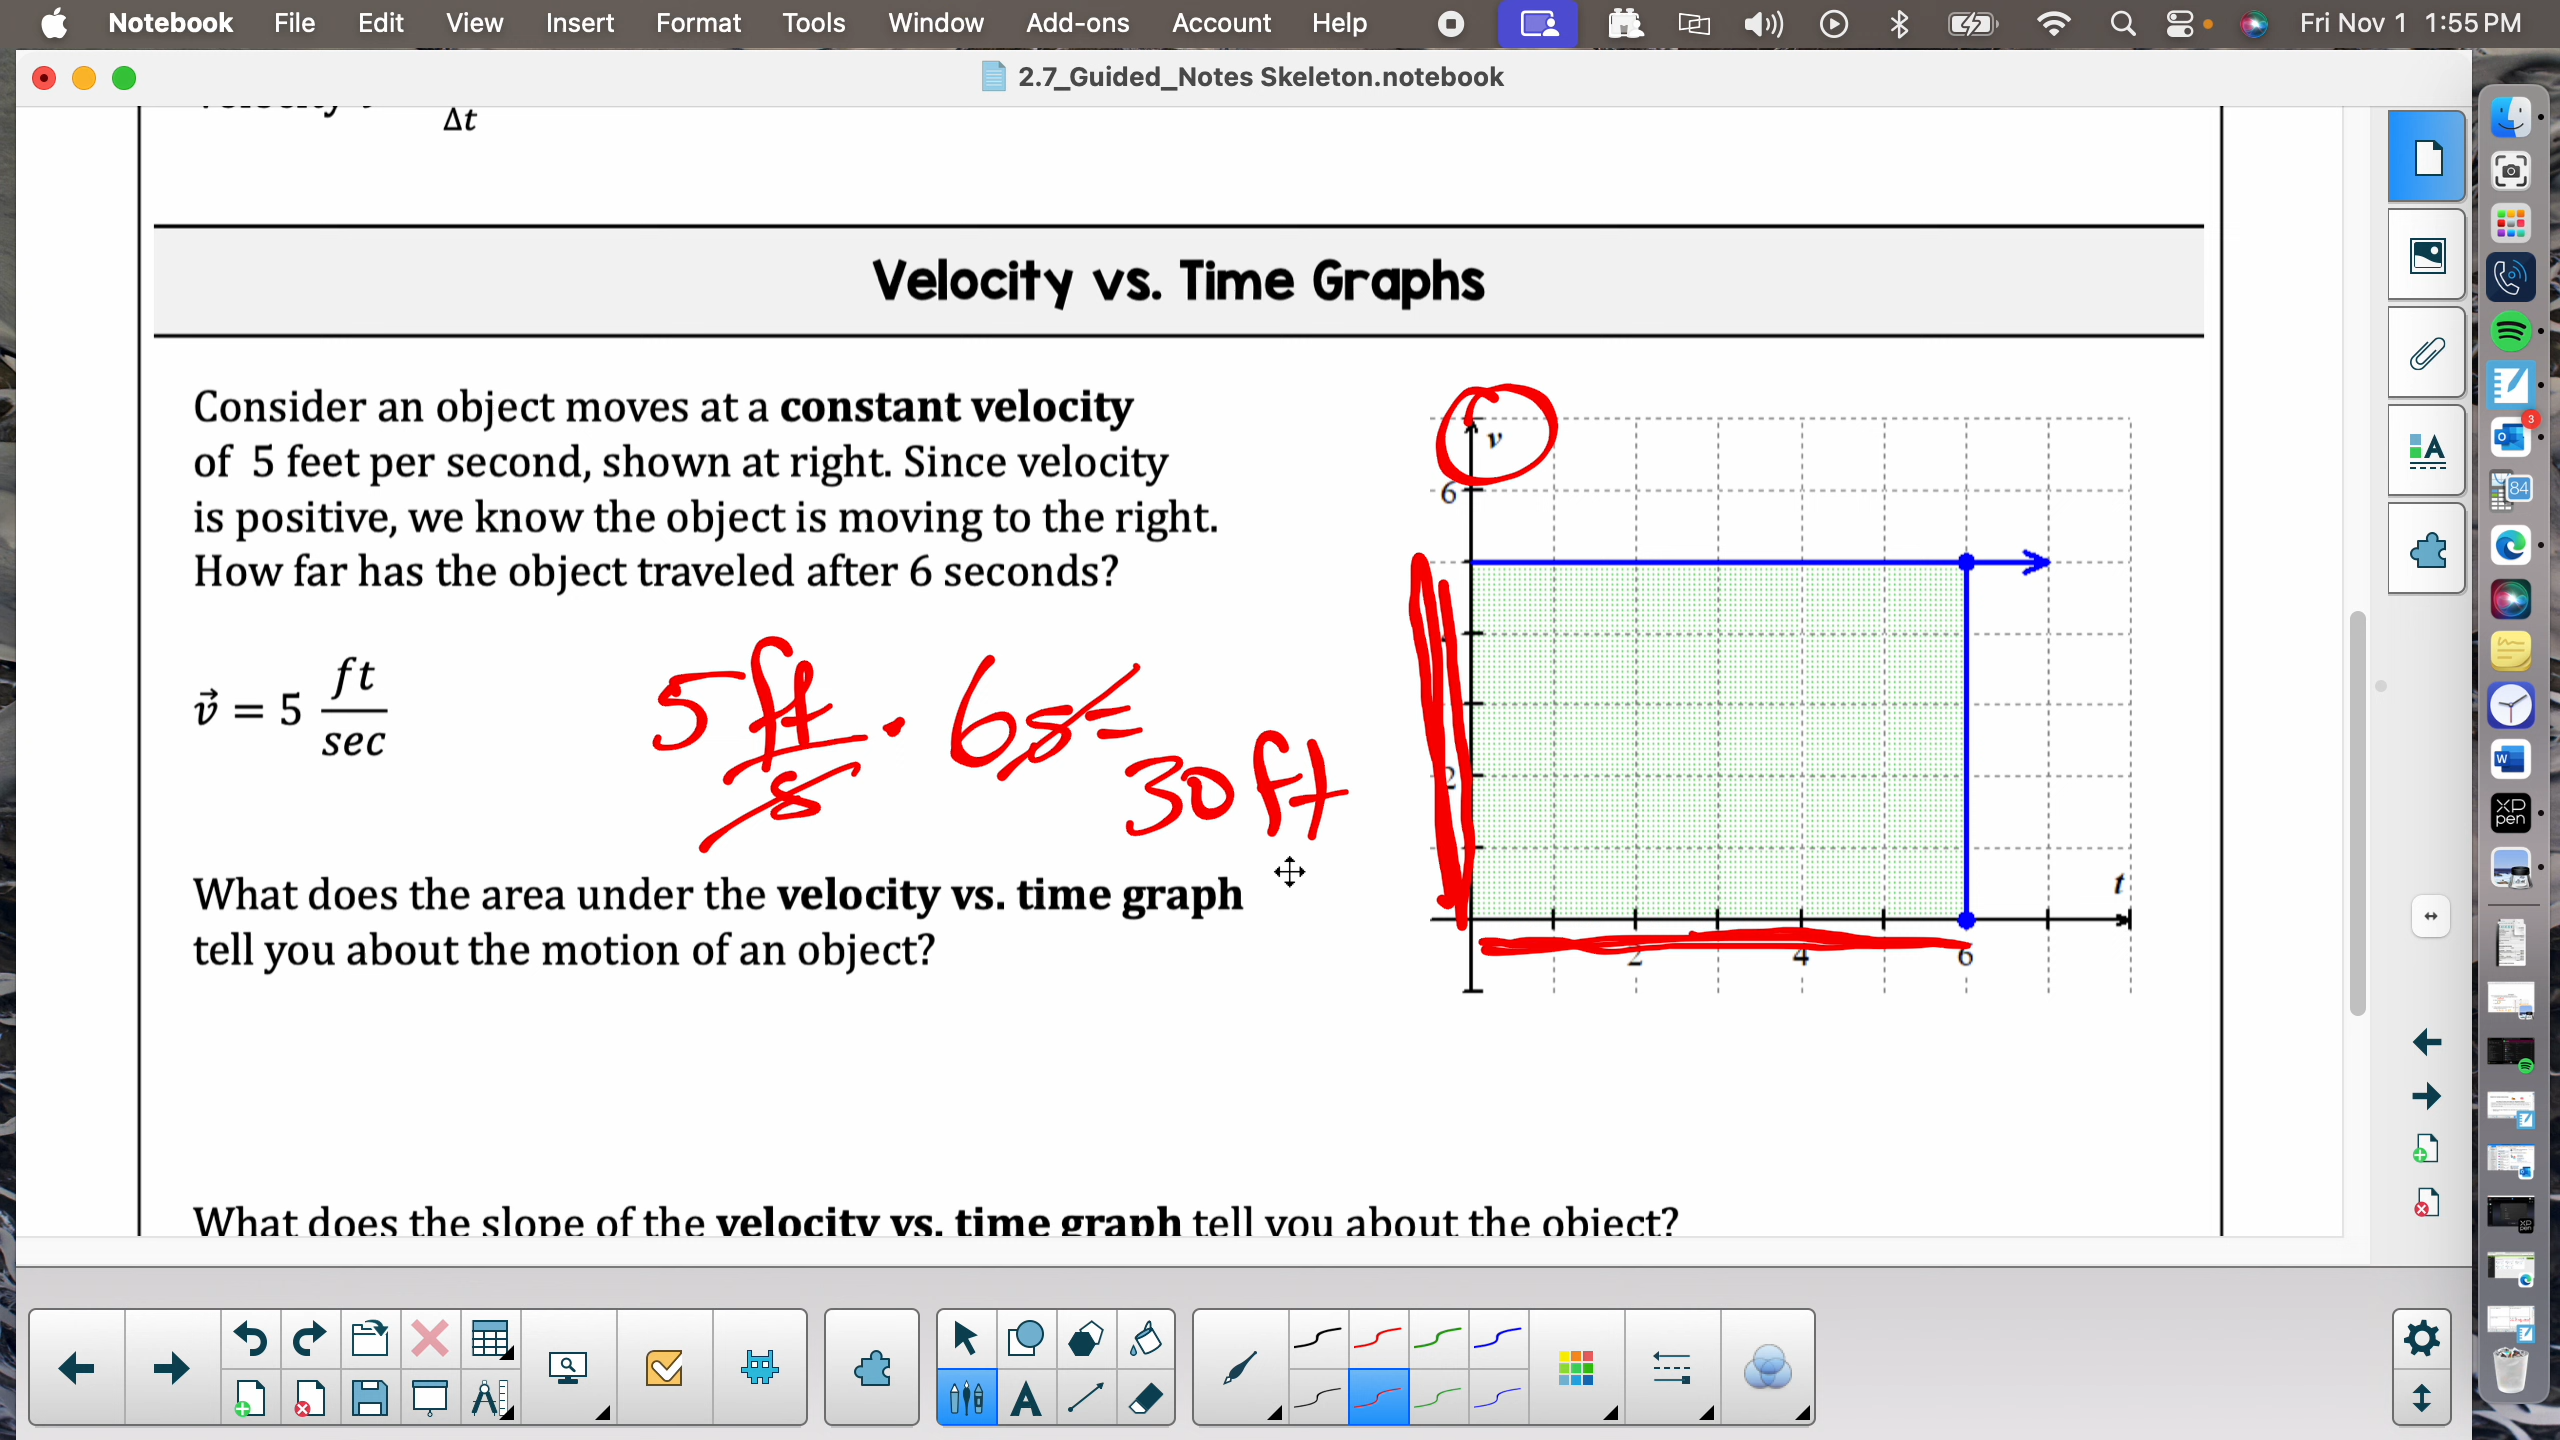 Notebook File Edit View Insert Format Tools Window Add-ons Account Help Fri Nov 1 1:55 PM
2.7_Guided_Notes Skeleton.notebook
Δt
Velocity vs. Time Graphs
Consider an object moves at a constant velocity
of 5 feet per second, shown at right. Since velocity
is positive, we know the object is moving to the right.
How far has the object traveled after 6 seconds?
v⃗ = 5 ft/sec
5 ft/s · 6s =
30 ft
What does the area under the velocity vs. time graph
tell you about the motion of an object?
v
6
2
t
2 4 6
What does the slope of the velocity vs. time graph tell you about the object?
A
3
84
XP
pen
A